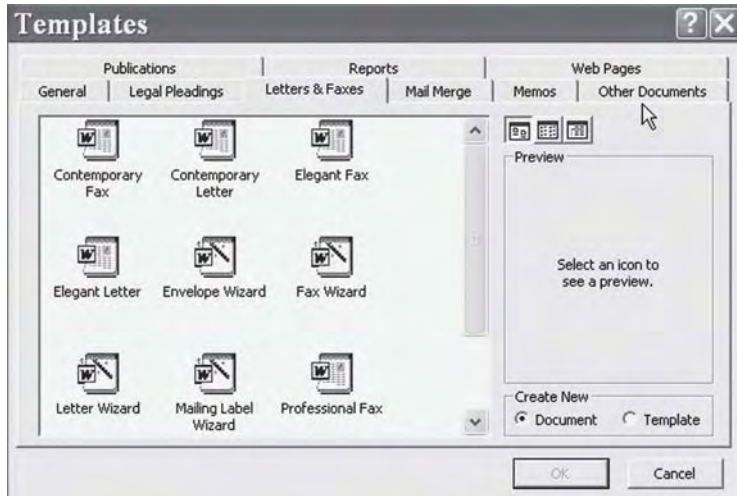 Templates
Publications Reports Web Pages
General Legal Pleadings Letters & Faxes Mail Merge Memos Other Documents
Contemporary Fax
Contemporary Letter
Elegant Fax
Elegant Letter
Envelope Wizard
Fax Wizard
Letter Wizard
Mailing Label Wizard
Professional Fax
Preview
Select an icon to
see a preview.
Create New
Document Template
OK Cancel